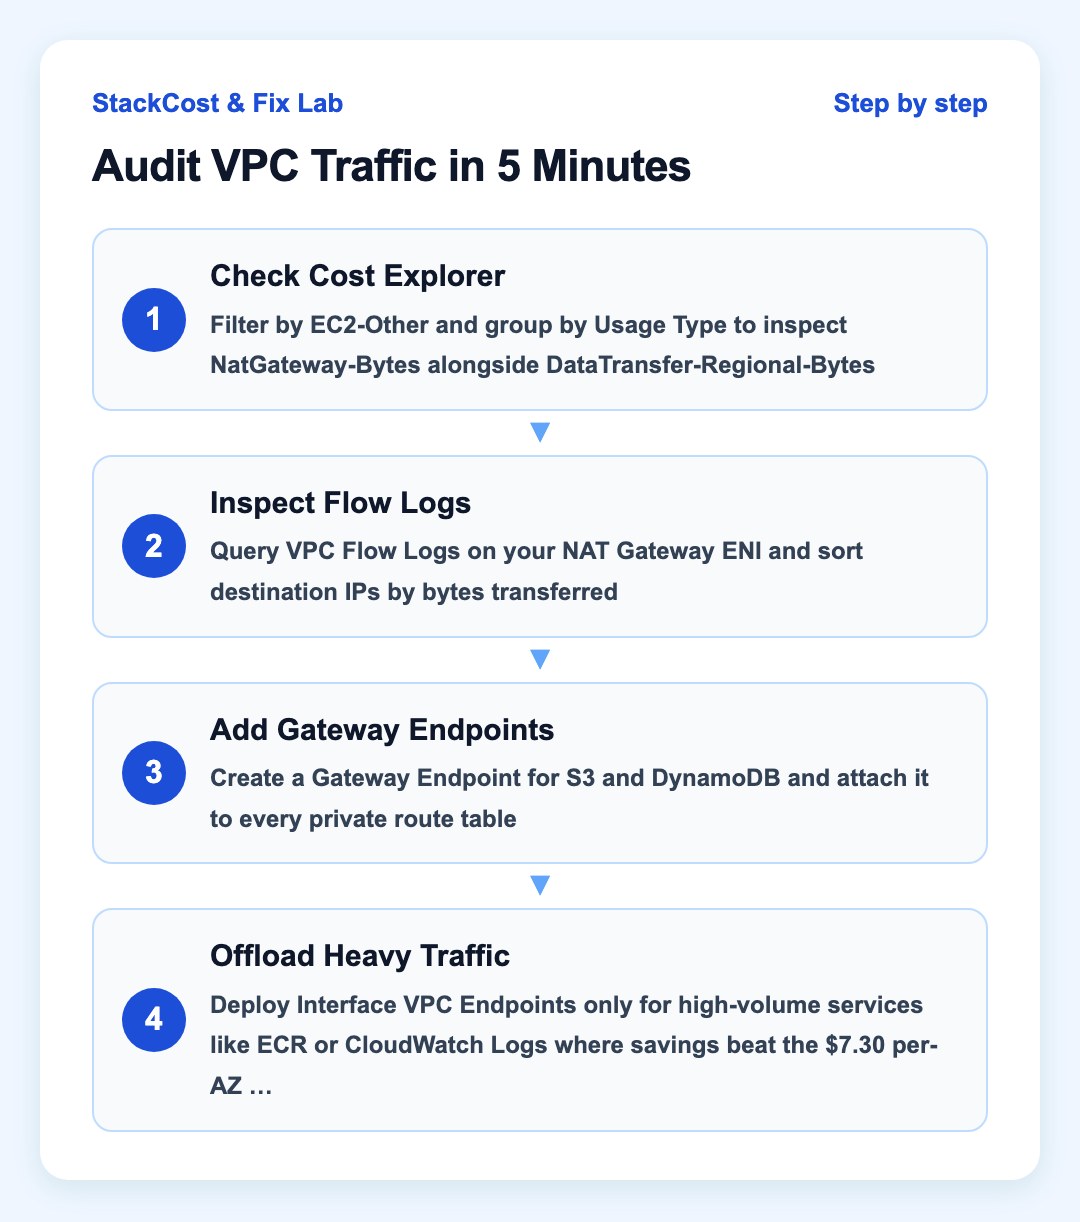 StackCost & Fix Lab
Step by step
Audit VPC Traffic in 5 Minutes
1
Check Cost Explorer
Filter by EC2-Other and group by Usage Type to inspect
NatGateway-Bytes alongside DataTransfer-Regional-Bytes
2
Inspect Flow Logs
Query VPC Flow Logs on your NAT Gateway ENI and sort
destination IPs by bytes transferred
3
Add Gateway Endpoints
Create a Gateway Endpoint for S3 and DynamoDB and attach it
to every private route table
4
Offload Heavy Traffic
Deploy Interface VPC Endpoints only for high-volume services
like ECR or CloudWatch Logs where savings beat the $7.30 per-
AZ …